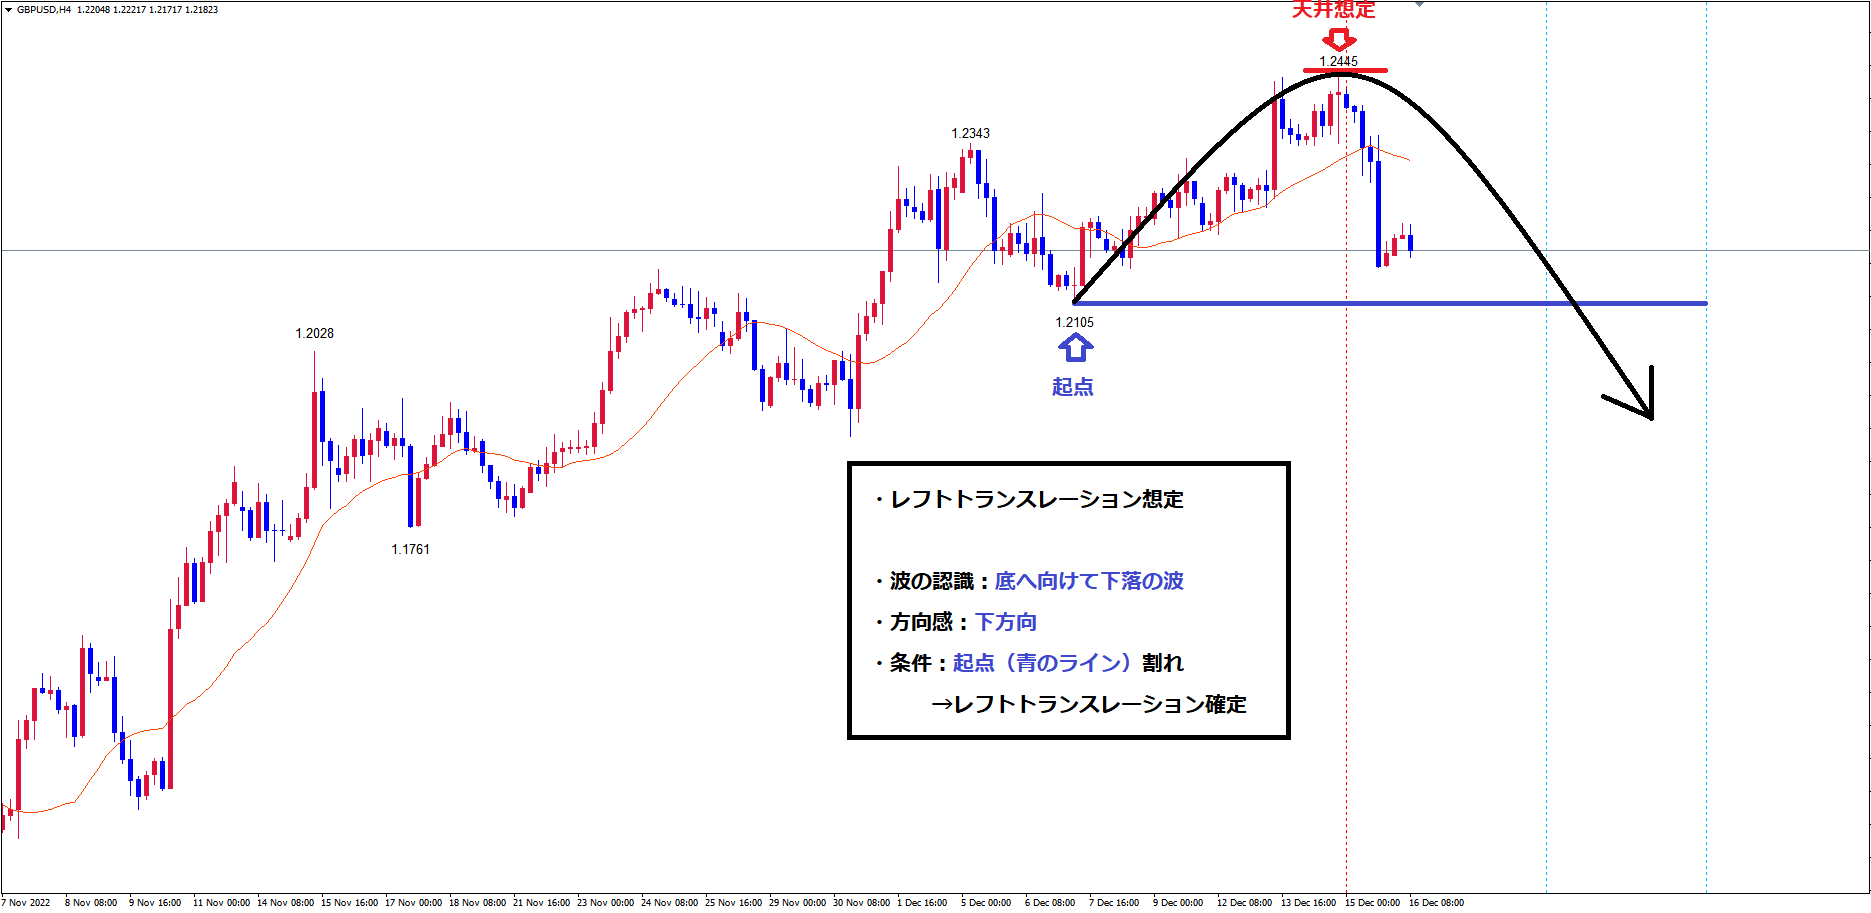 GBPUSD,H4 1.22048 1.22217 1.21717 1.21823
天井想定
1.2445
1.2343
1.2105
起点
1.2028
1.1761
・レフトトランスレーション想定
・波の認識：底へ向けて下落の波
・方向感：下方向
・条件：起点（青のライン）割れ
→レフトトランスレーション確定
7 Nov 2022 8 Nov 08:00 9 Nov 16:00 11 Nov 00:00 14 Nov 08:00 15 Nov 16:00 17 Nov 00:00 18 Nov 08:00 21 Nov 16:00 23 Nov 00:00 24 Nov 08:00 25 Nov 16:00 29 Nov 00:00 30 Nov 08:00 1 Dec 16:00 5 Dec 00:00 6 Dec 08:00 7 Dec 16:00 9 Dec 00:00 12 Dec 08:00 13 Dec 16:00 15 Dec 00:00 16 Dec 08:00